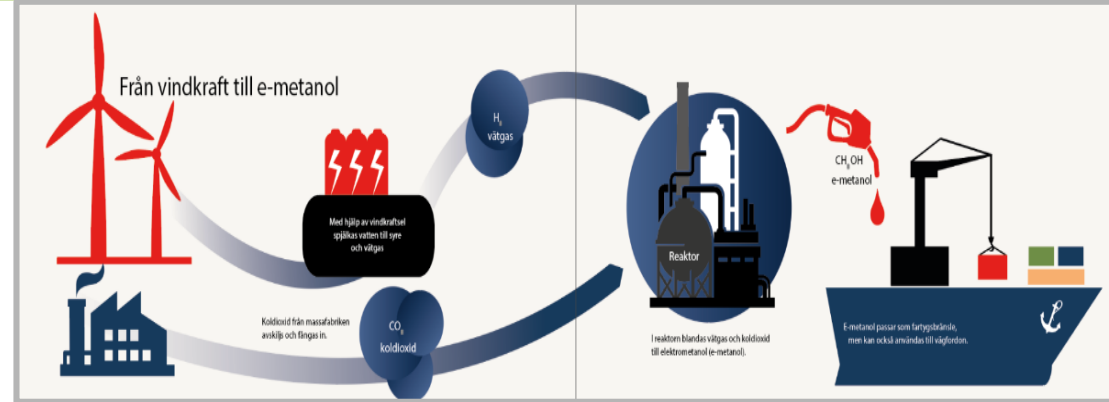 Från vindkraft till e-metanol
H₂
vätgas
Med hjälp av vindkraftsel
spjälkas vatten till syre
och vätgas
Koldioxid från massafabriken
avskiljs och fångas in.
CO₂
koldioxid
Reaktor
I reaktorn blandas vätgas och koldioxid
till elektrometanol (e-metanol).
CH₃OH
e-metanol
E-metanol passar som fartygsbränsle,
men kan också användas till vägfordon.